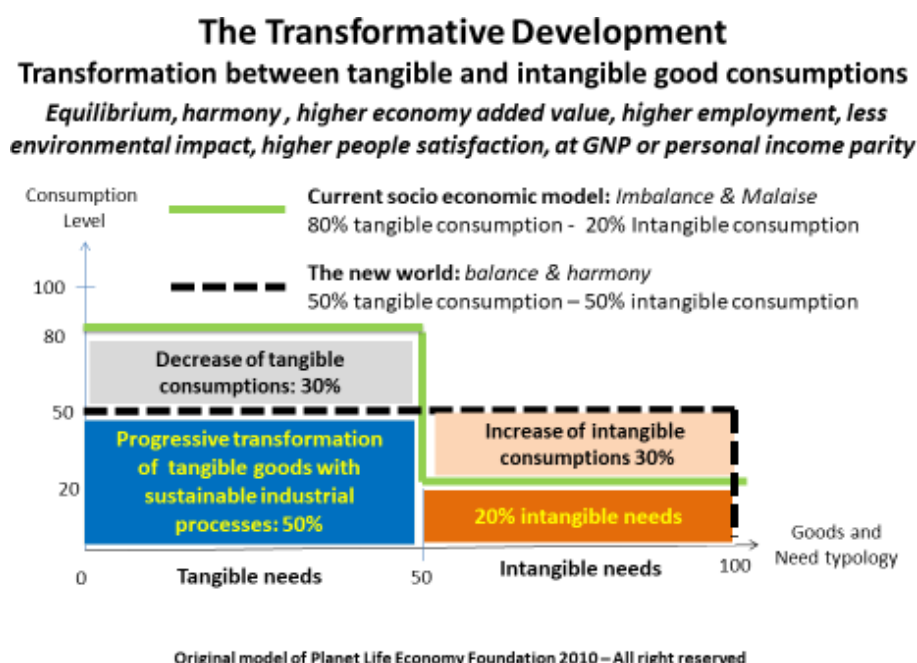 The Transformative Development
Transformation between tangible and intangible good consumptions
Equilibrium, harmony , higher economy added value, higher employment, less
environmental impact, higher people satisfaction, at GNP or personal income parity
Consumption
Level
Current socio economic model: Imbalance & Malaise
80% tangible consumption - 20% Intangible consumption
The new world: balance & harmony
50% tangible consumption – 50% intangible consumption
100
80
Decrease of tangible
consumptions: 30%
50
Progressive transformation
of tangible goods with
sustainable industrial
processes: 50%
Increase of intangible
consumptions 30%
20
20% intangible needs
Goods and
Need typology
0
Tangible needs
50
Intangible needs
100
Original model of Planet Life Economy Foundation 2010 – All right reserved